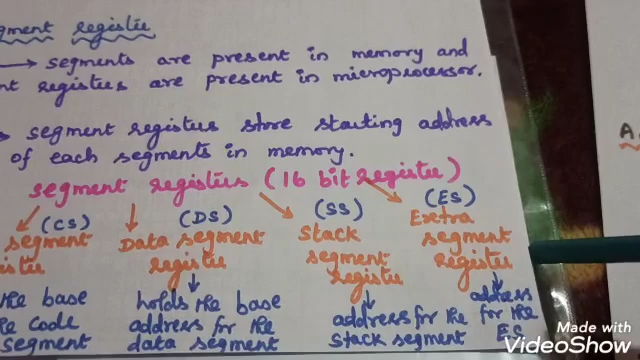 gment register
→ segments are present in memory and
nt registers are present in microprocessor.
s segment registers store starting address
of each segments in memory.
segment registers (16 bit register)
(CS) (DS) (SS) (ES)
segment Data segment Stack Extra
ister register segment segment
register register
the base holds the base address for the address
e code address for the stack segment for the
segment data segment ES
A.
Made with
VideoShow